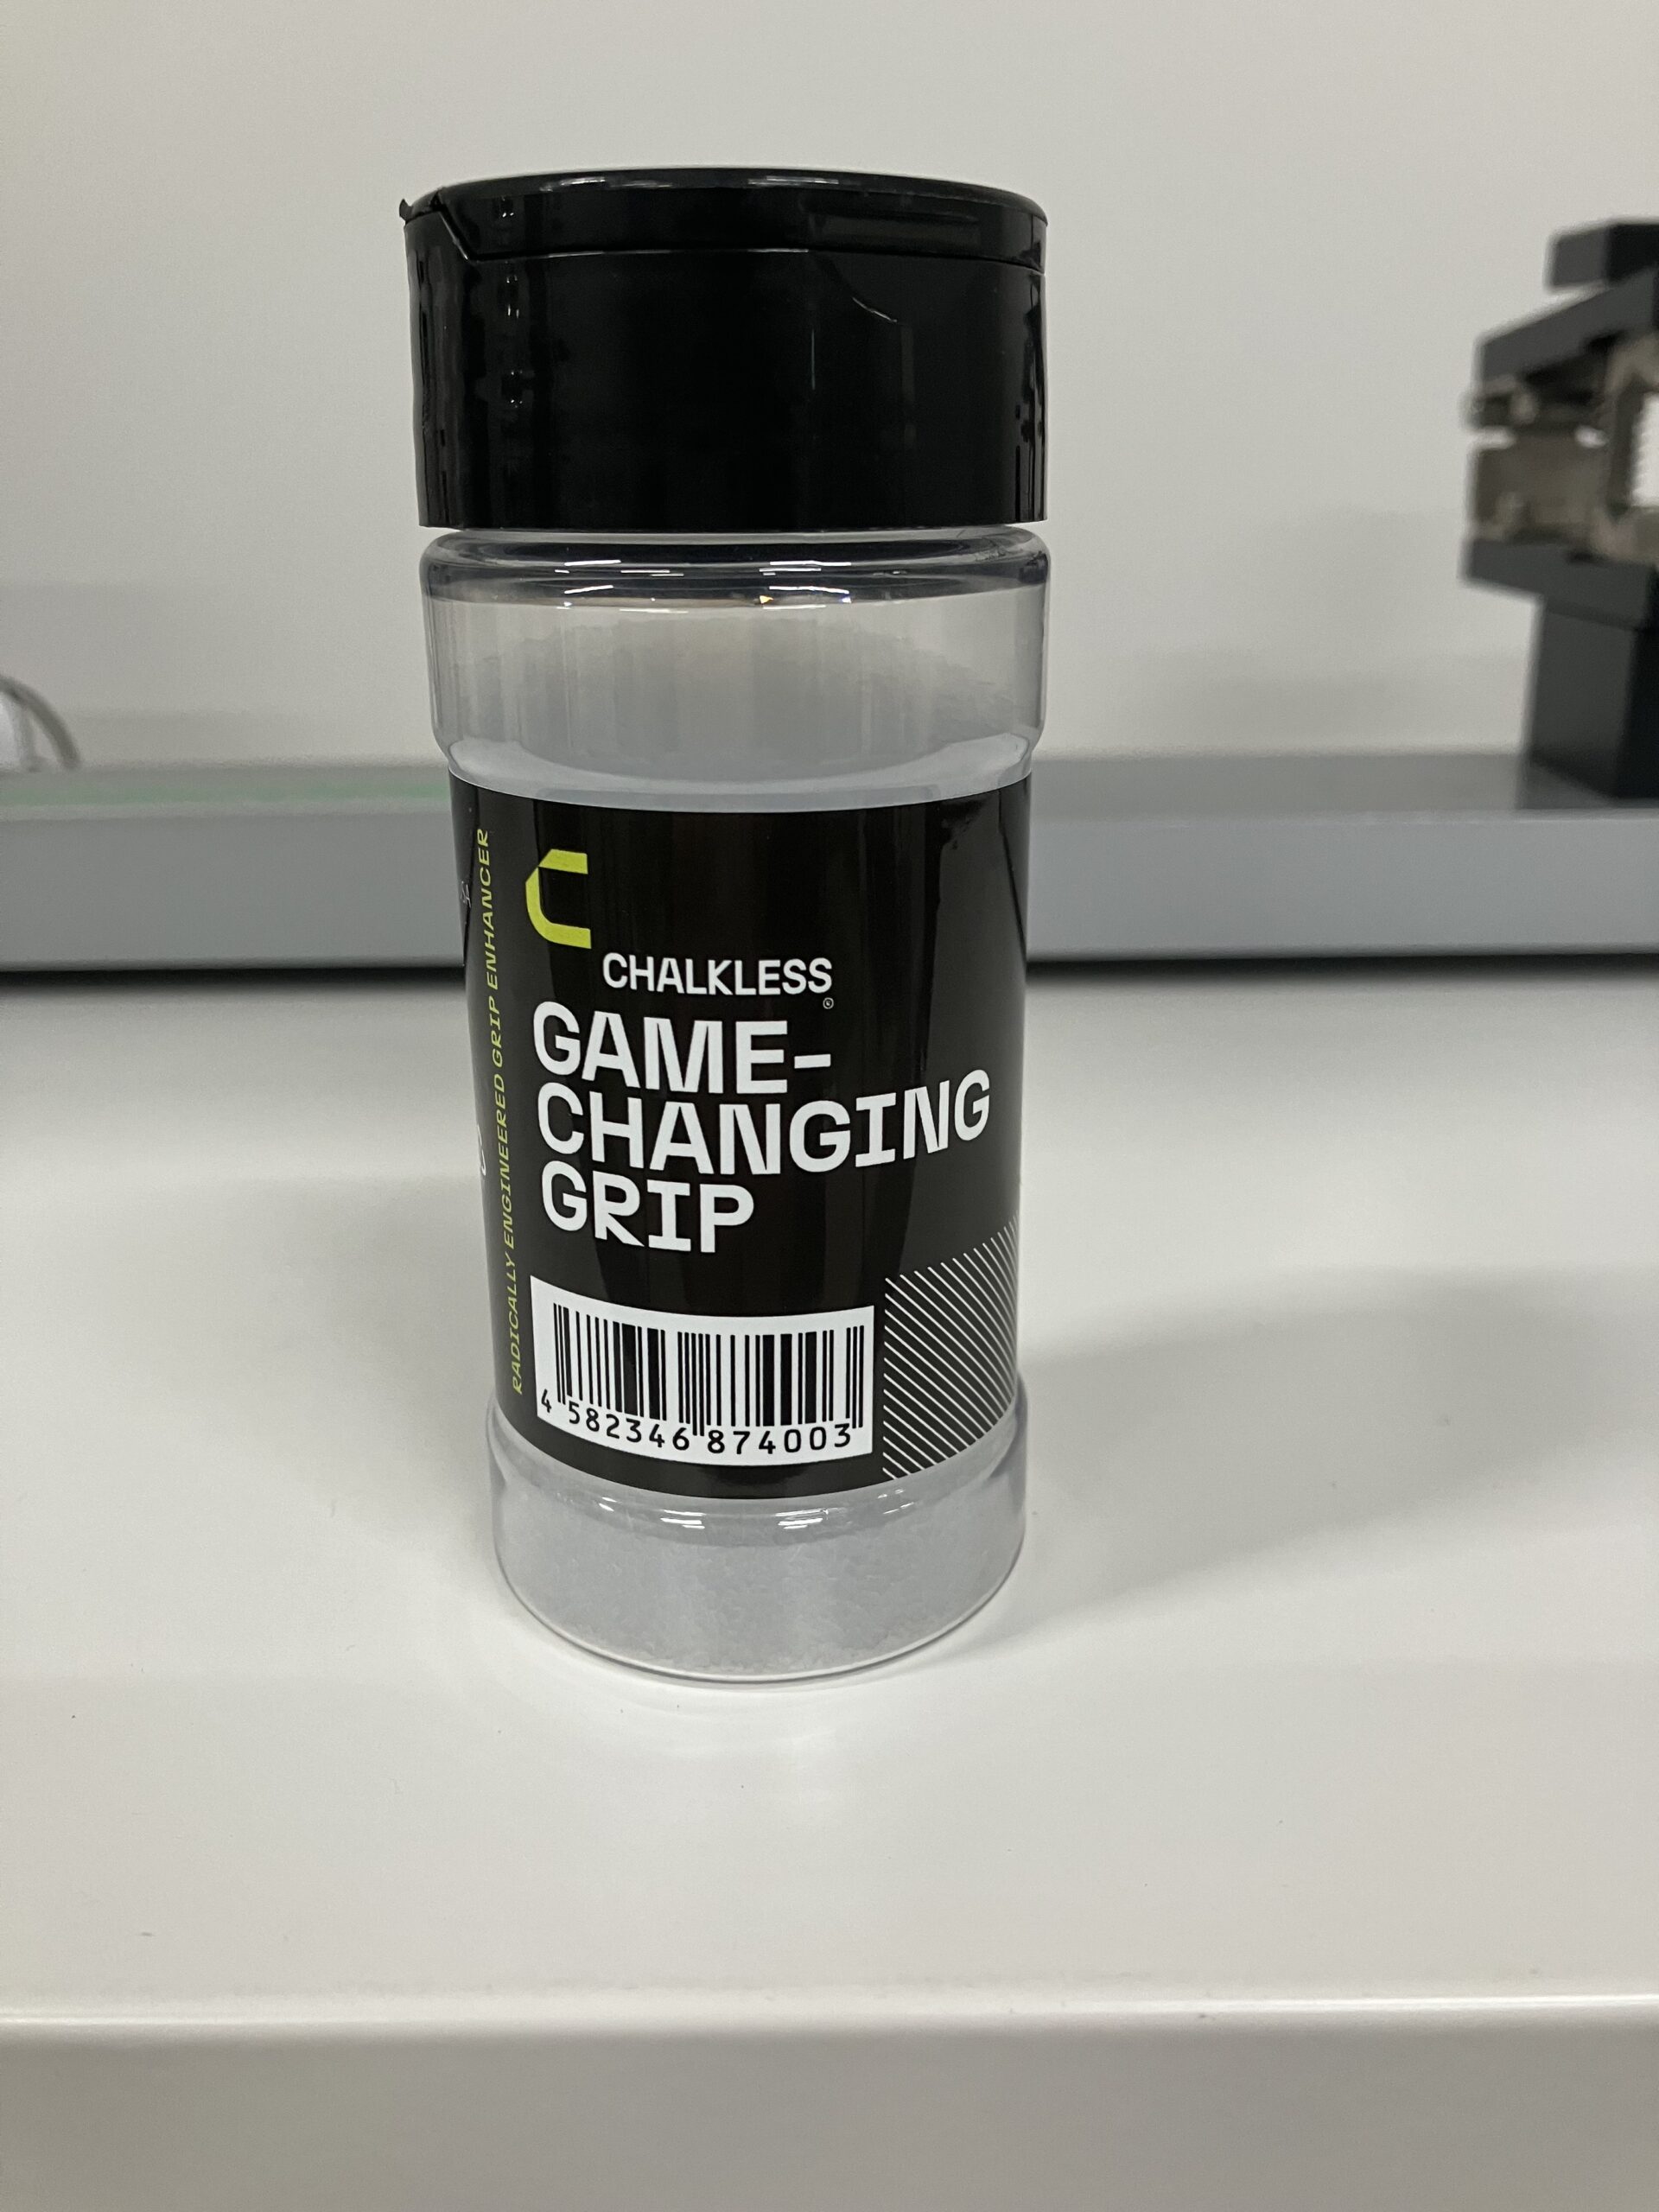 CHALKLESS
GAME-
CHANGING
GRIP
RADICALLY ENGINEERED GRIP ENHANCER
4 582346 874003